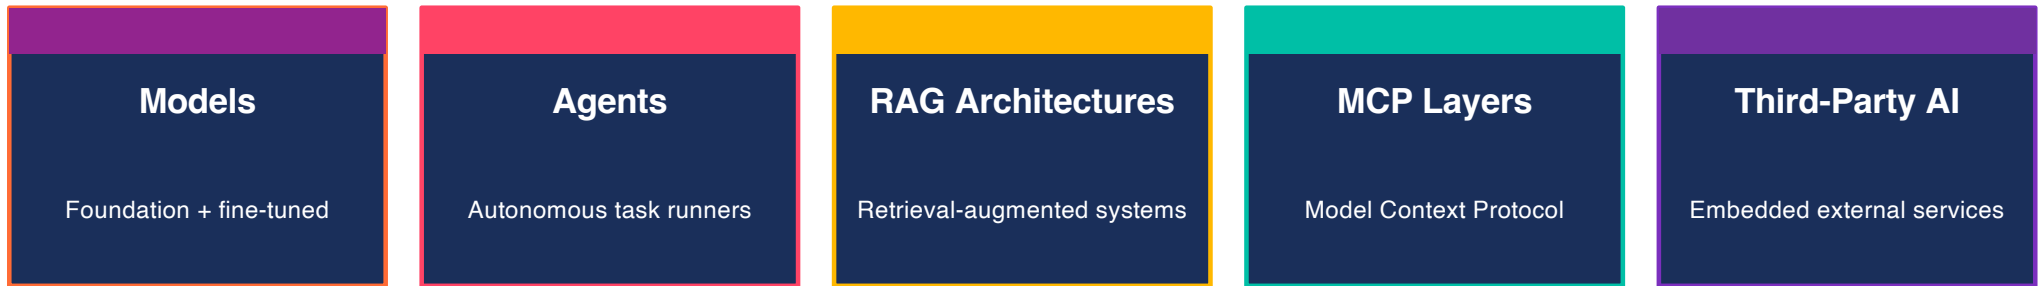 Models
Foundation + fine-tuned
Agents
Autonomous task runners
RAG Architectures
Retrieval-augmented systems
MCP Layers
Model Context Protocol
Third-Party AI
Embedded external services